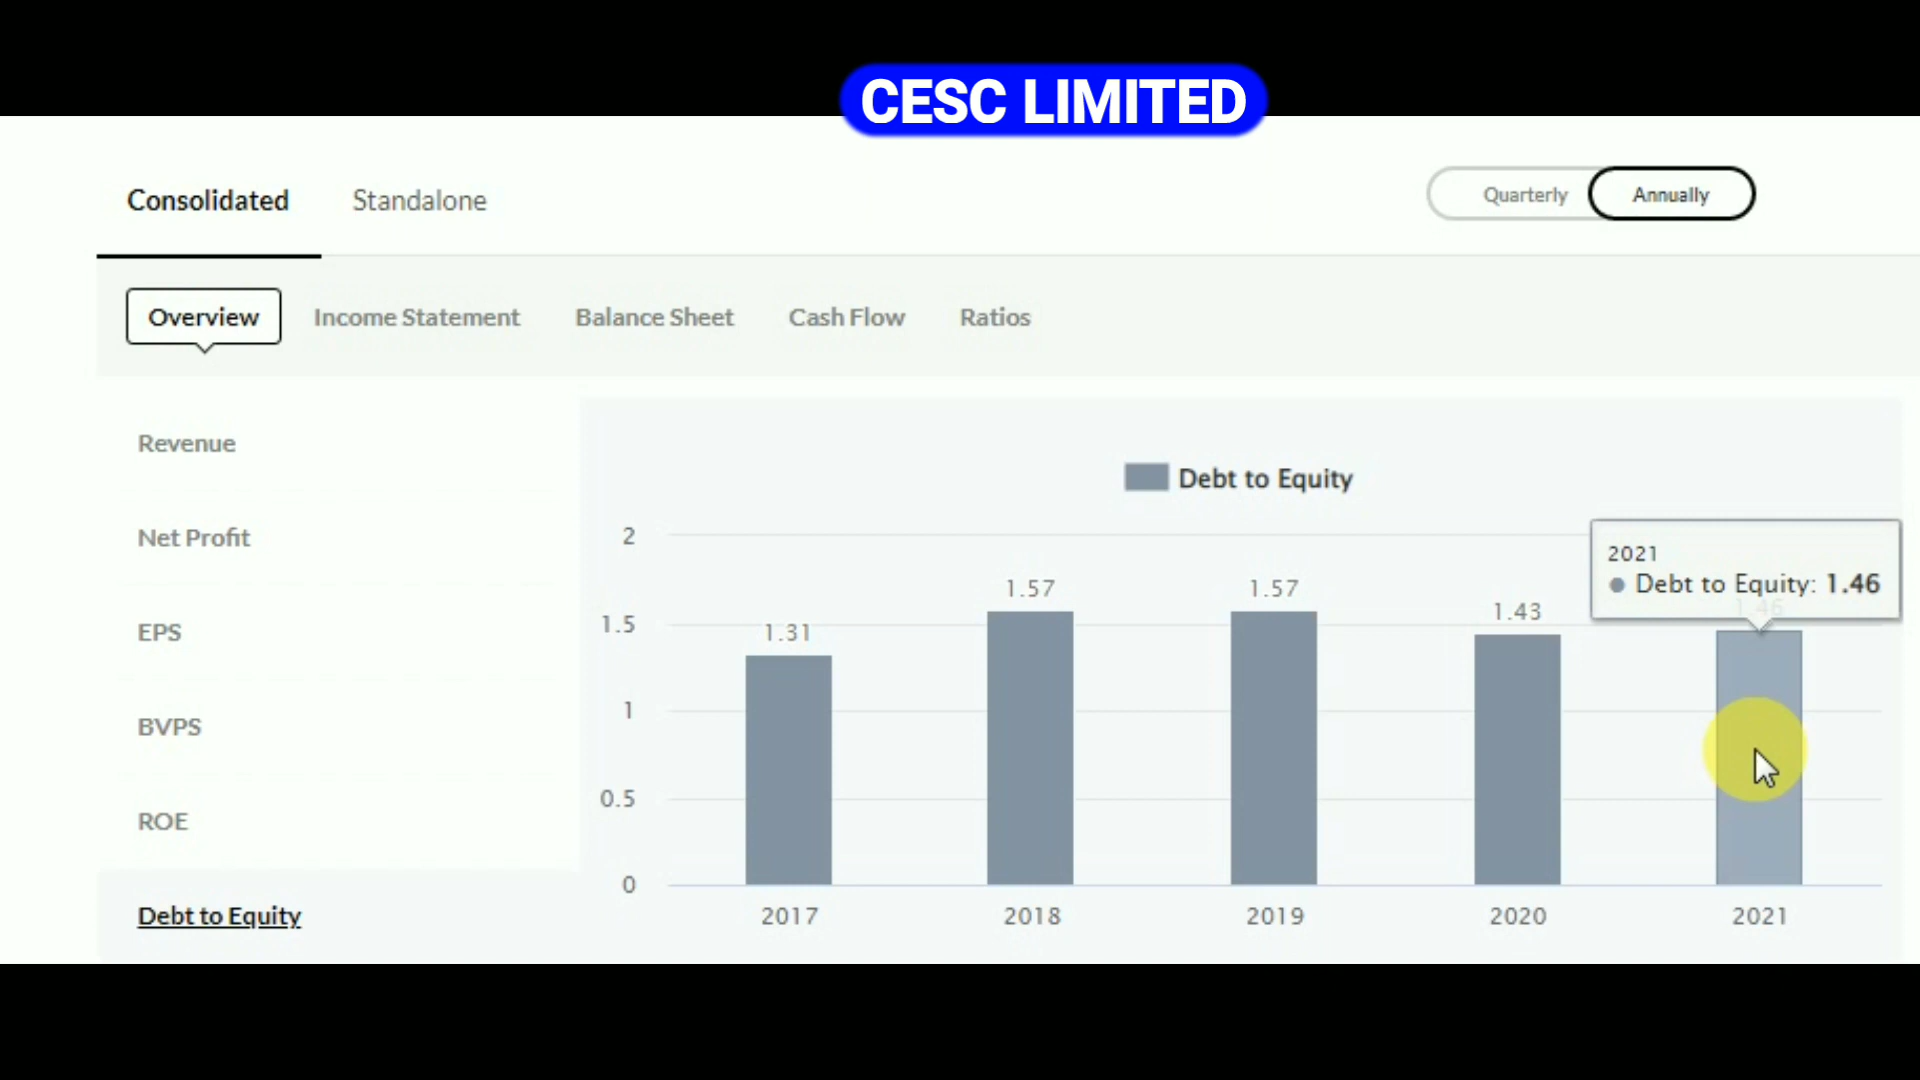 CESC LIMITED
Consolidated Standalone
Quarterly Annually
Overview Income Statement Balance Sheet Cash Flow Ratios
Revenue
Net Profit
EPS
BVPS
ROE
Debt to Equity
Debt to Equity
2
1.5
1
0.5
0
1.31
1.57
1.57
1.43
1.46
2021
Debt to Equity: 1.46
2017 2018 2019 2020 2021